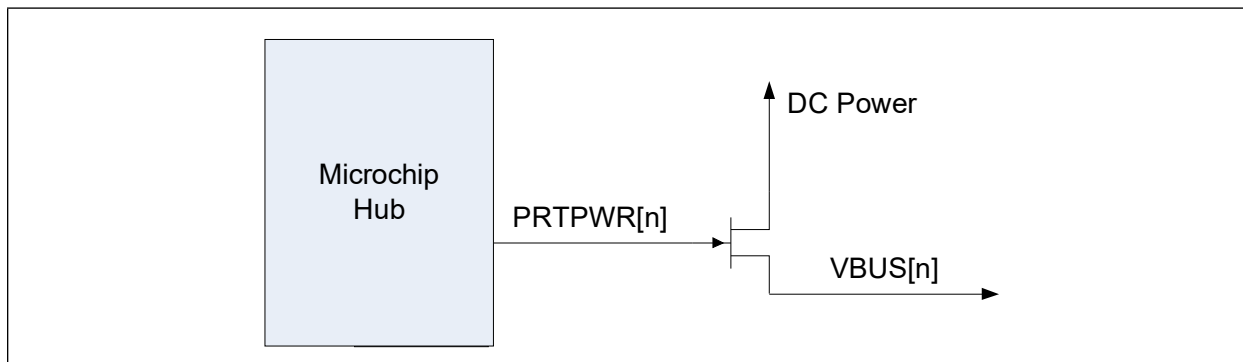 Microchip
Hub
PRTPWR[n]
DC Power
VBUS[n]